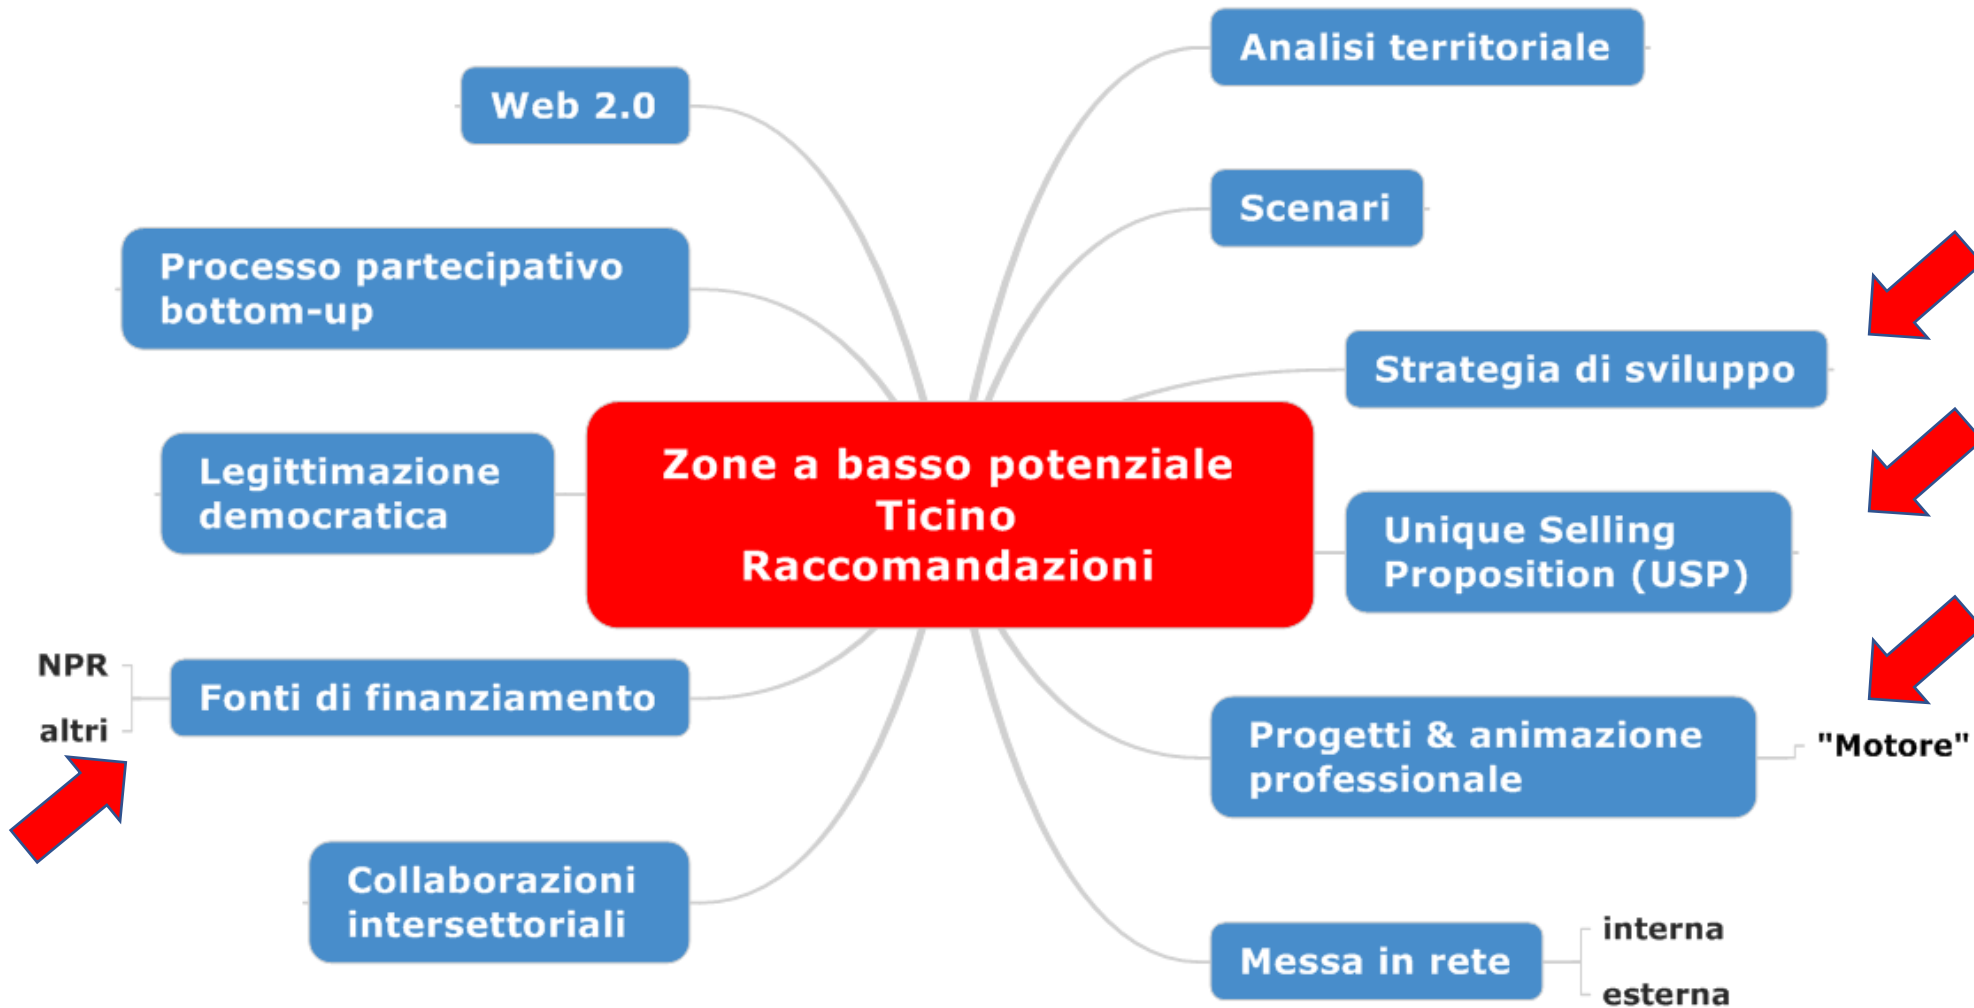 Analisi territoriale
Web 2.0
Scenari
Processo partecipativo
bottom-up
Strategia di sviluppo
Legittimazione
democratica
Zone a basso potenziale
Ticino
Raccomandazioni
Unique Selling
Proposition (USP)
NPR
altri
Fonti di finanziamento
Progetti & animazione
professionale
"Motore"
Collaborazioni
intersettoriali
Messa in rete
interna
esterna